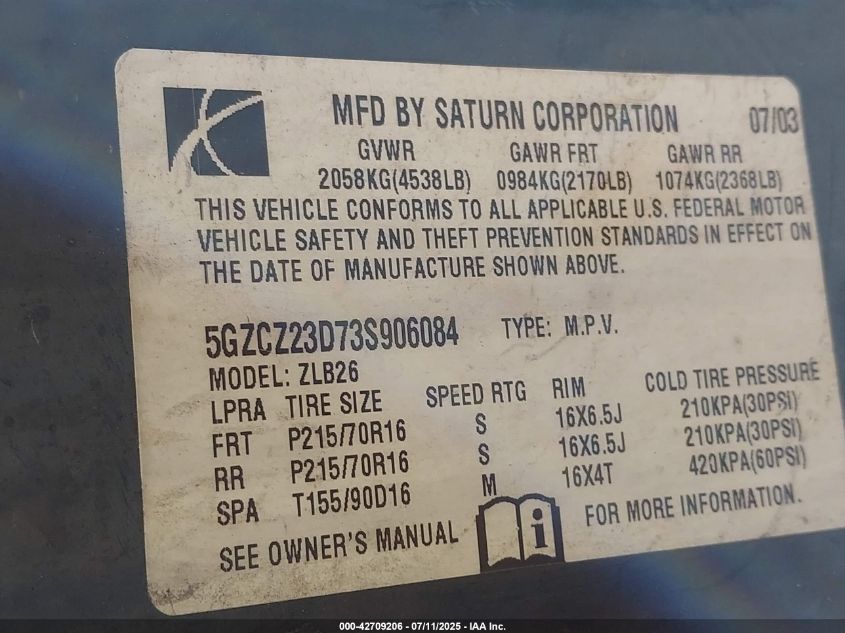 MFD BY SATURN CORPORATION 07/03
GVWR GAWR FRT GAWR RR
2058KG(4538LB) 0984KG(2170LB) 1074KG(2368LB)
THIS VEHICLE CONFORMS TO ALL APPLICABLE U.S. FEDERAL MOTOR
VEHICLE SAFETY AND THEFT PREVENTION STANDARDS IN EFFECT ON
THE DATE OF MANUFACTURE SHOWN ABOVE.
5GZCZ23D73S906084 TYPE: M.P.V.
MODEL: ZLB26
LPRA TIRE SIZE SPEED RTG RIM COLD TIRE PRESSURE
FRT P215/70R16 S 16X6.5J 210KPA(30PSI)
RR P215/70R16 S 16X6.5J 210KPA(30PSI)
SPA T155/90D16 M 16X4T 420KPA(60PSI)
SEE OWNER'S MANUAL i FOR MORE INFORMATION.
000-42709206 - 07/11/2025 - IAA Inc.